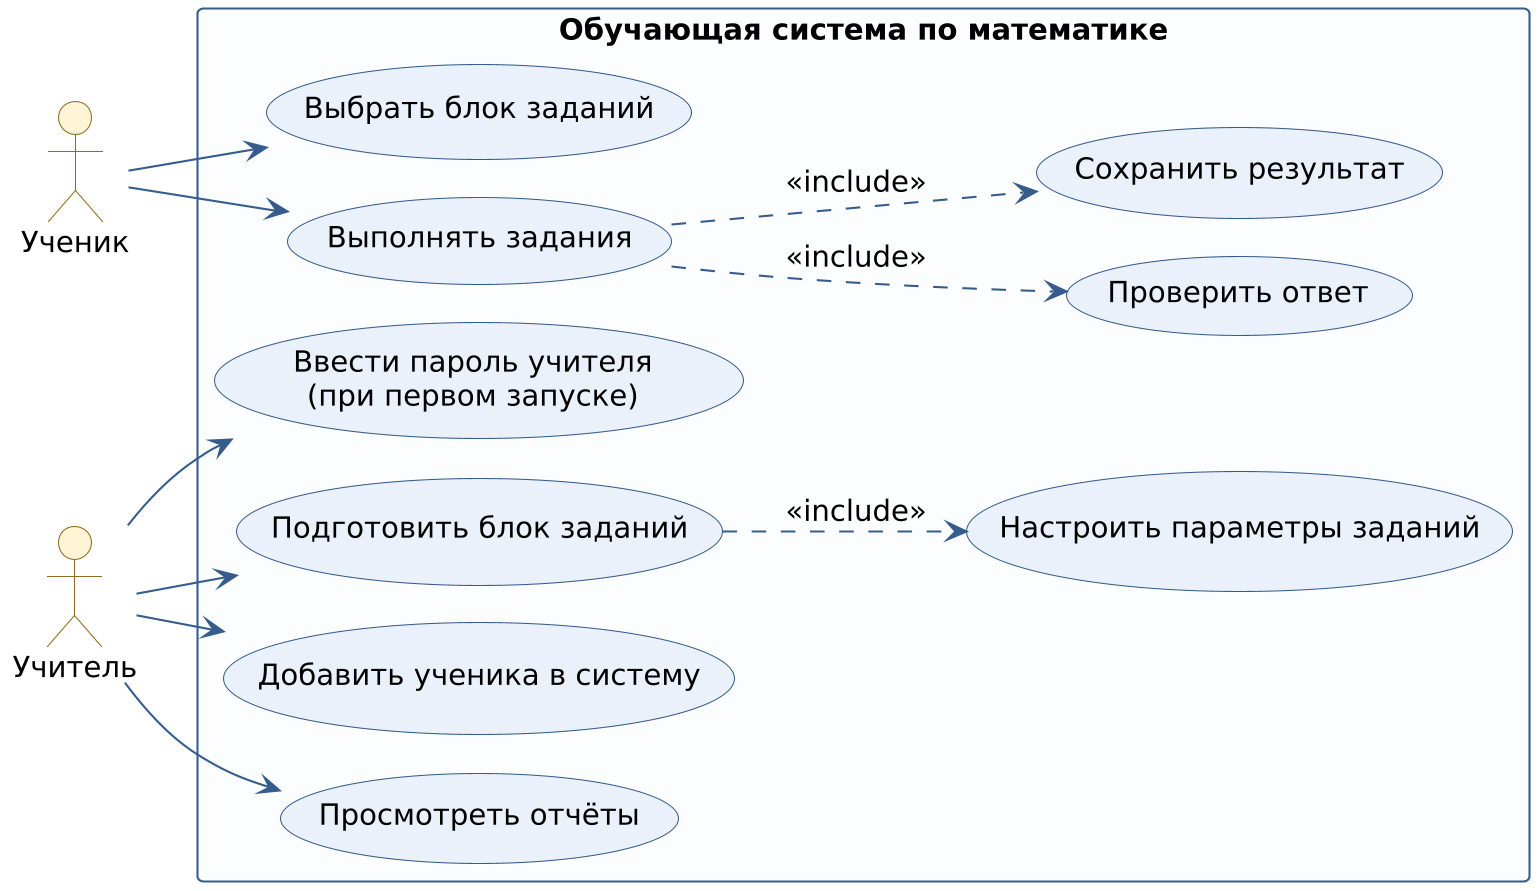 Обучающая система по математике
Выбрать блок заданий
«include»
Сохранить результат
Ученик
Выполнять задания
«include»
Проверить ответ
Ввести пароль учителя
(при первом запуске)
Подготовить блок заданий
«include»
Настроить параметры заданий
Учитель
Добавить ученика в систему
Просмотреть отчёты